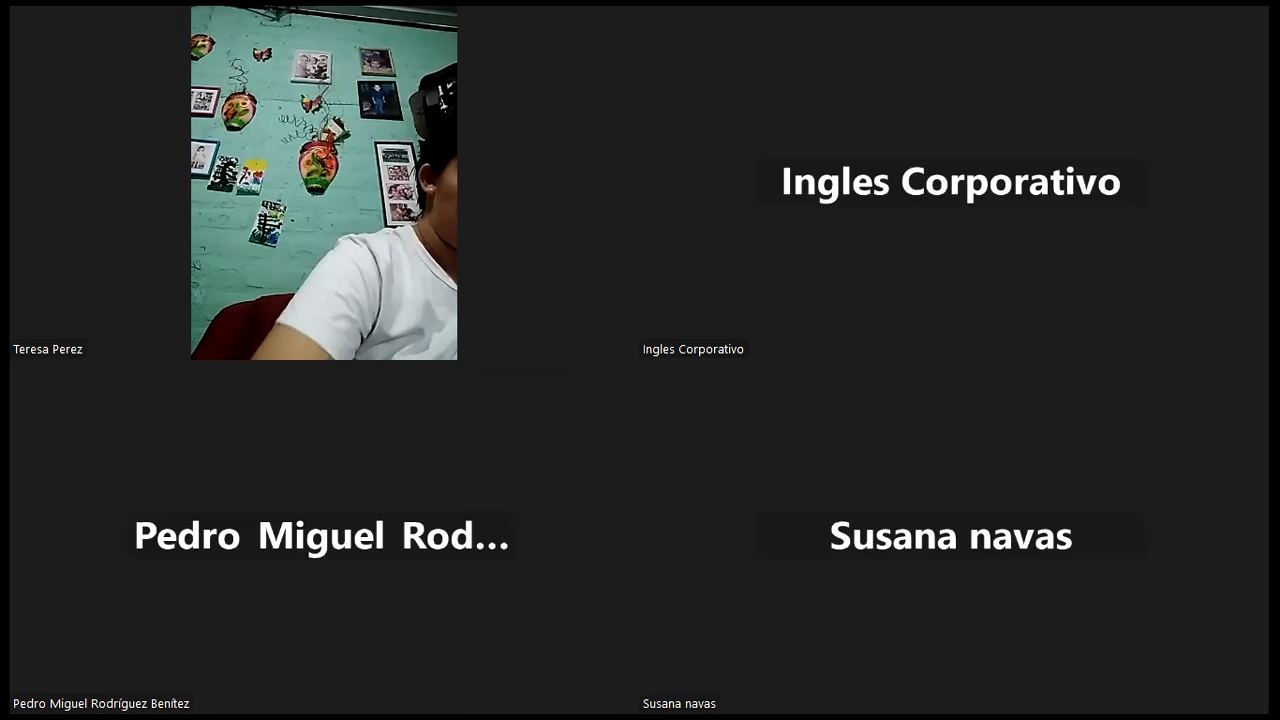 Teresa Perez
Ingles Corporativo
Ingles Corporativo
Pedro Miguel Rod...
Pedro Miguel Rodríguez Benítez
Susana navas
Susana navas